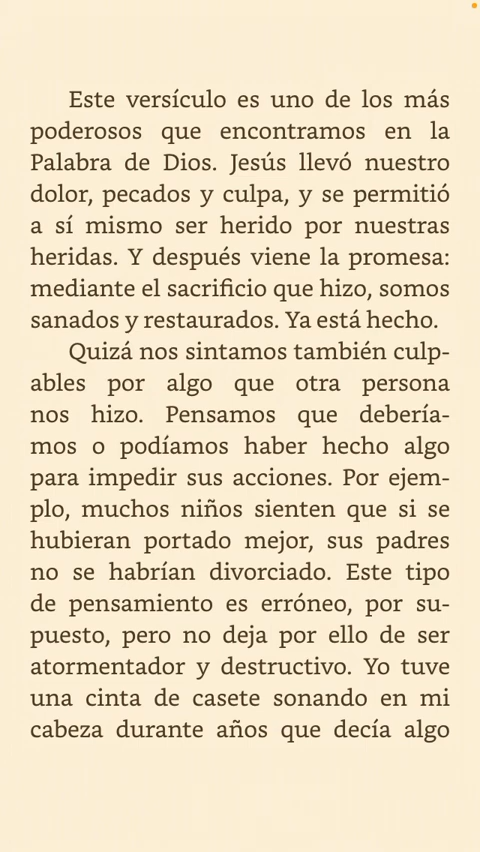 Este versículo es uno de los más
poderosos que encontramos en la
Palabra de Dios. Jesús llevó nuestro
dolor, pecados y culpa, y se permitió
a sí mismo ser herido por nuestras
heridas. Y después viene la promesa:
mediante el sacrificio que hizo, somos
sanados y restaurados. Ya está hecho.
Quizá nos sintamos también culp-
ables por algo que otra persona
nos hizo. Pensamos que debería-
mos o podíamos haber hecho algo
para impedir sus acciones. Por ejem-
plo, muchos niños sienten que si se
hubieran portado mejor, sus padres
no se habrían divorciado. Este tipo
de pensamiento es erróneo, por su-
puesto, pero no deja por ello de ser
atormentador y destructivo. Yo tuve
una cinta de casete sonando en mi
cabeza durante años que decía algo